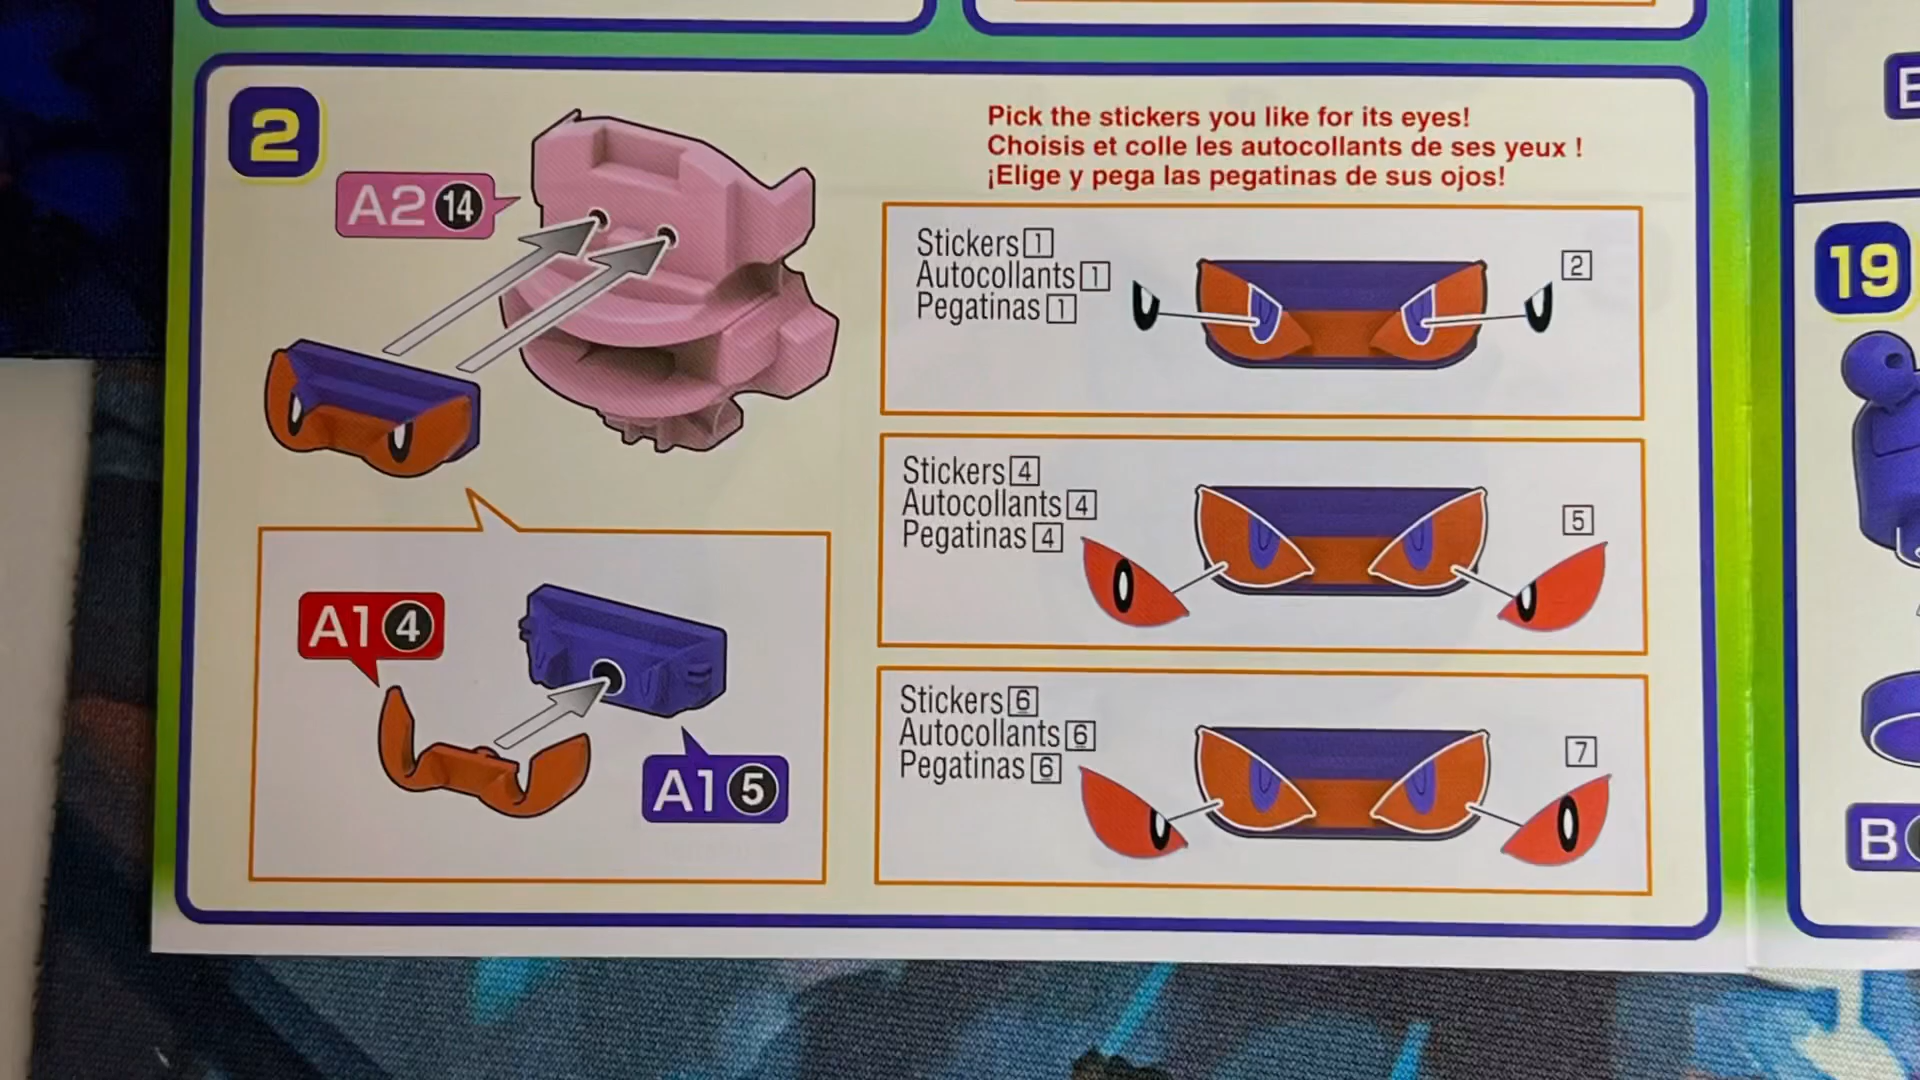 2
A2 14
A1 4
A1 5
Pick the stickers you like for its eyes!
Choisis et colle les autocollants de ses yeux !
¡Elige y pega las pegatinas de sus ojos!
Stickers 1
Autocollants 1
Pegatinas 1
2
Stickers 4
Autocollants 4
Pegatinas 4
5
Stickers 6
Autocollants 6
Pegatinas 6
7
19
B